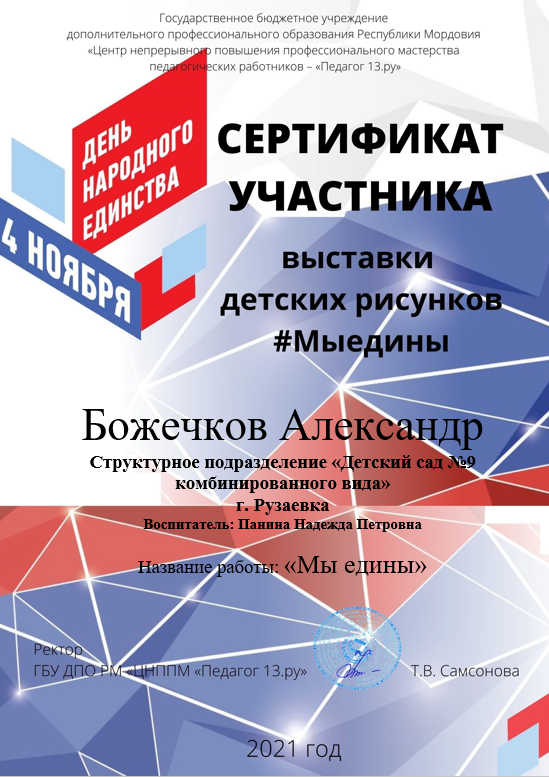 Государственное бюджетное учреждение
дополнительного профессионального образования Республики Мордовия
«Центр непрерывного повышения профессионального мастерства
педагогических работников – «Педагог 13.ру»
ДЕНЬ
НАРОДНОГО
ЕДИНСТВА
4 НОЯБРЯ
СЕРТИФИКАТ
УЧАСТНИКА
выставки
детских рисунков
#Мыедины
Божечков Александр
Структурное подразделение «Детский сад №9
комбинированного вида»
г. Рузаевка
Воспитатель: Панина Надежда Петровна
Название работы: «Мы едины»
Ректор
ГБУ ДПО РМ «ЦНППМ «Педагог 13.ру»
Т.В. Самсонова
2021 год